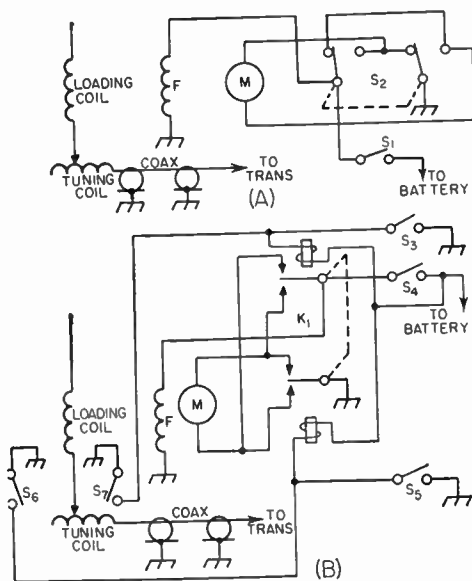 LOADING
COIL
F
M
S2
S1
COAX
TO
TRANS
TUNING
COIL
TO
BATTERY
(A)
S3
S4
K1
TO
BATTERY
LOADING
COIL
F
M
S6
S7
COAX
TO
TRANS
TUNING
COIL
S5
(B)